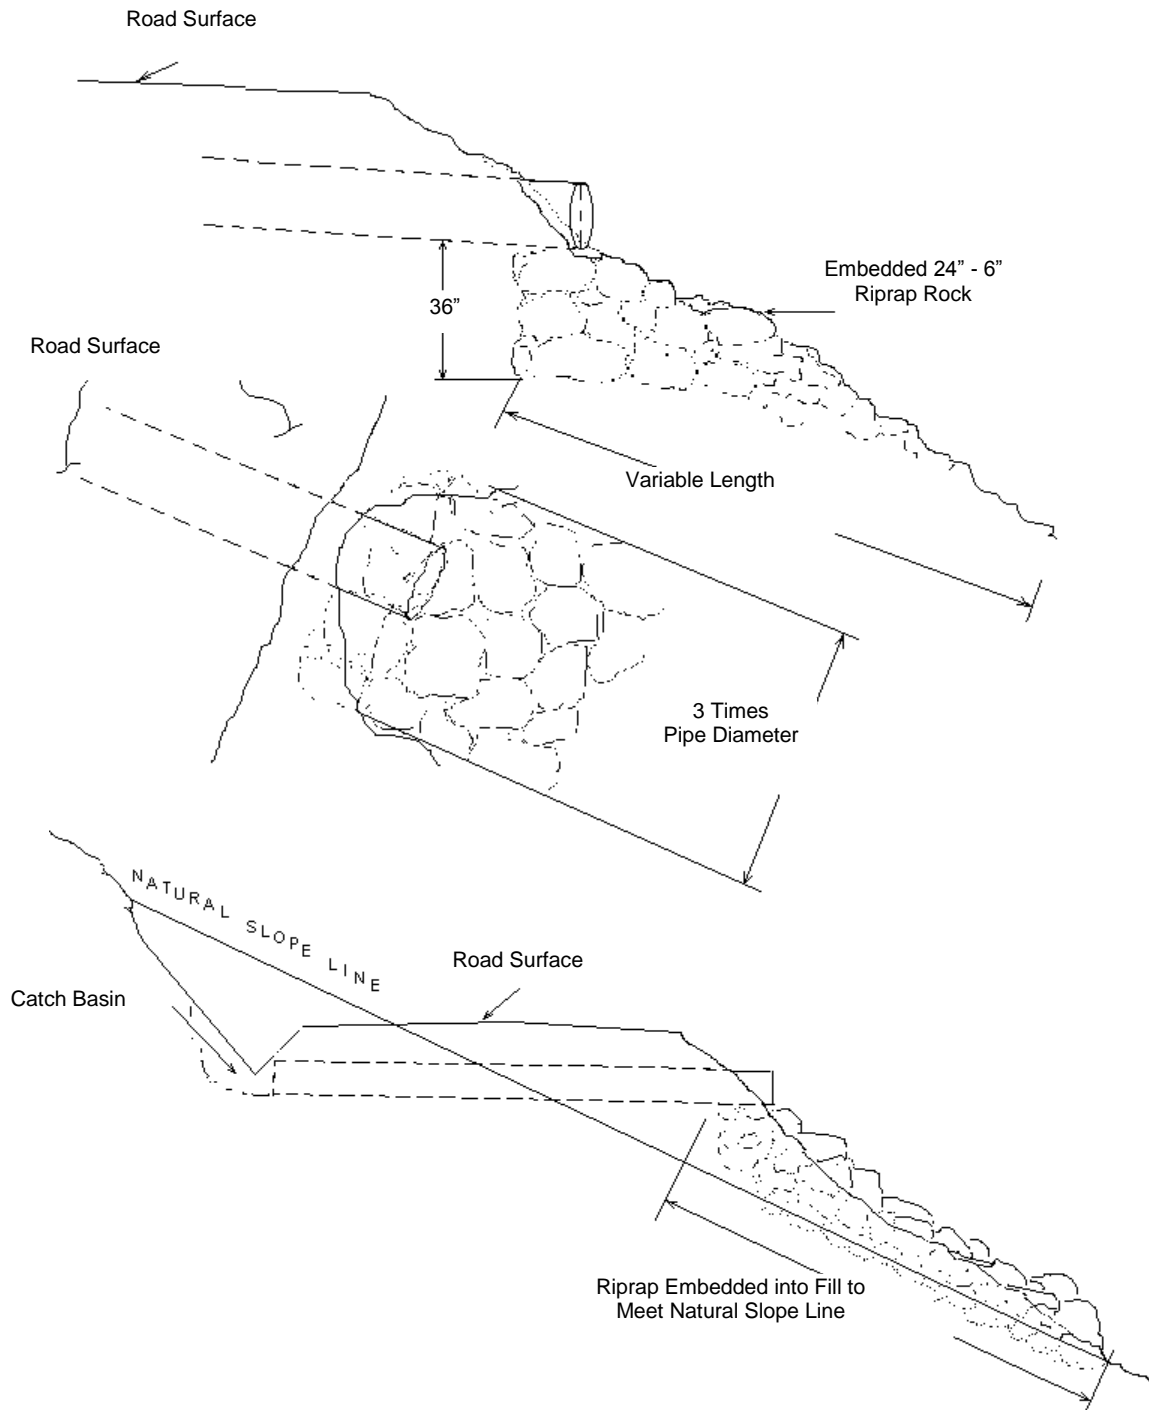 Road Surface
Embedded 24” - 6”
Riprap Rock
36”
Road Surface
Variable Length
3 Times
Pipe Diameter
NATURAL SLOPE LINE
Road Surface
Catch Basin
Riprap Embedded into Fill to
Meet Natural Slope Line